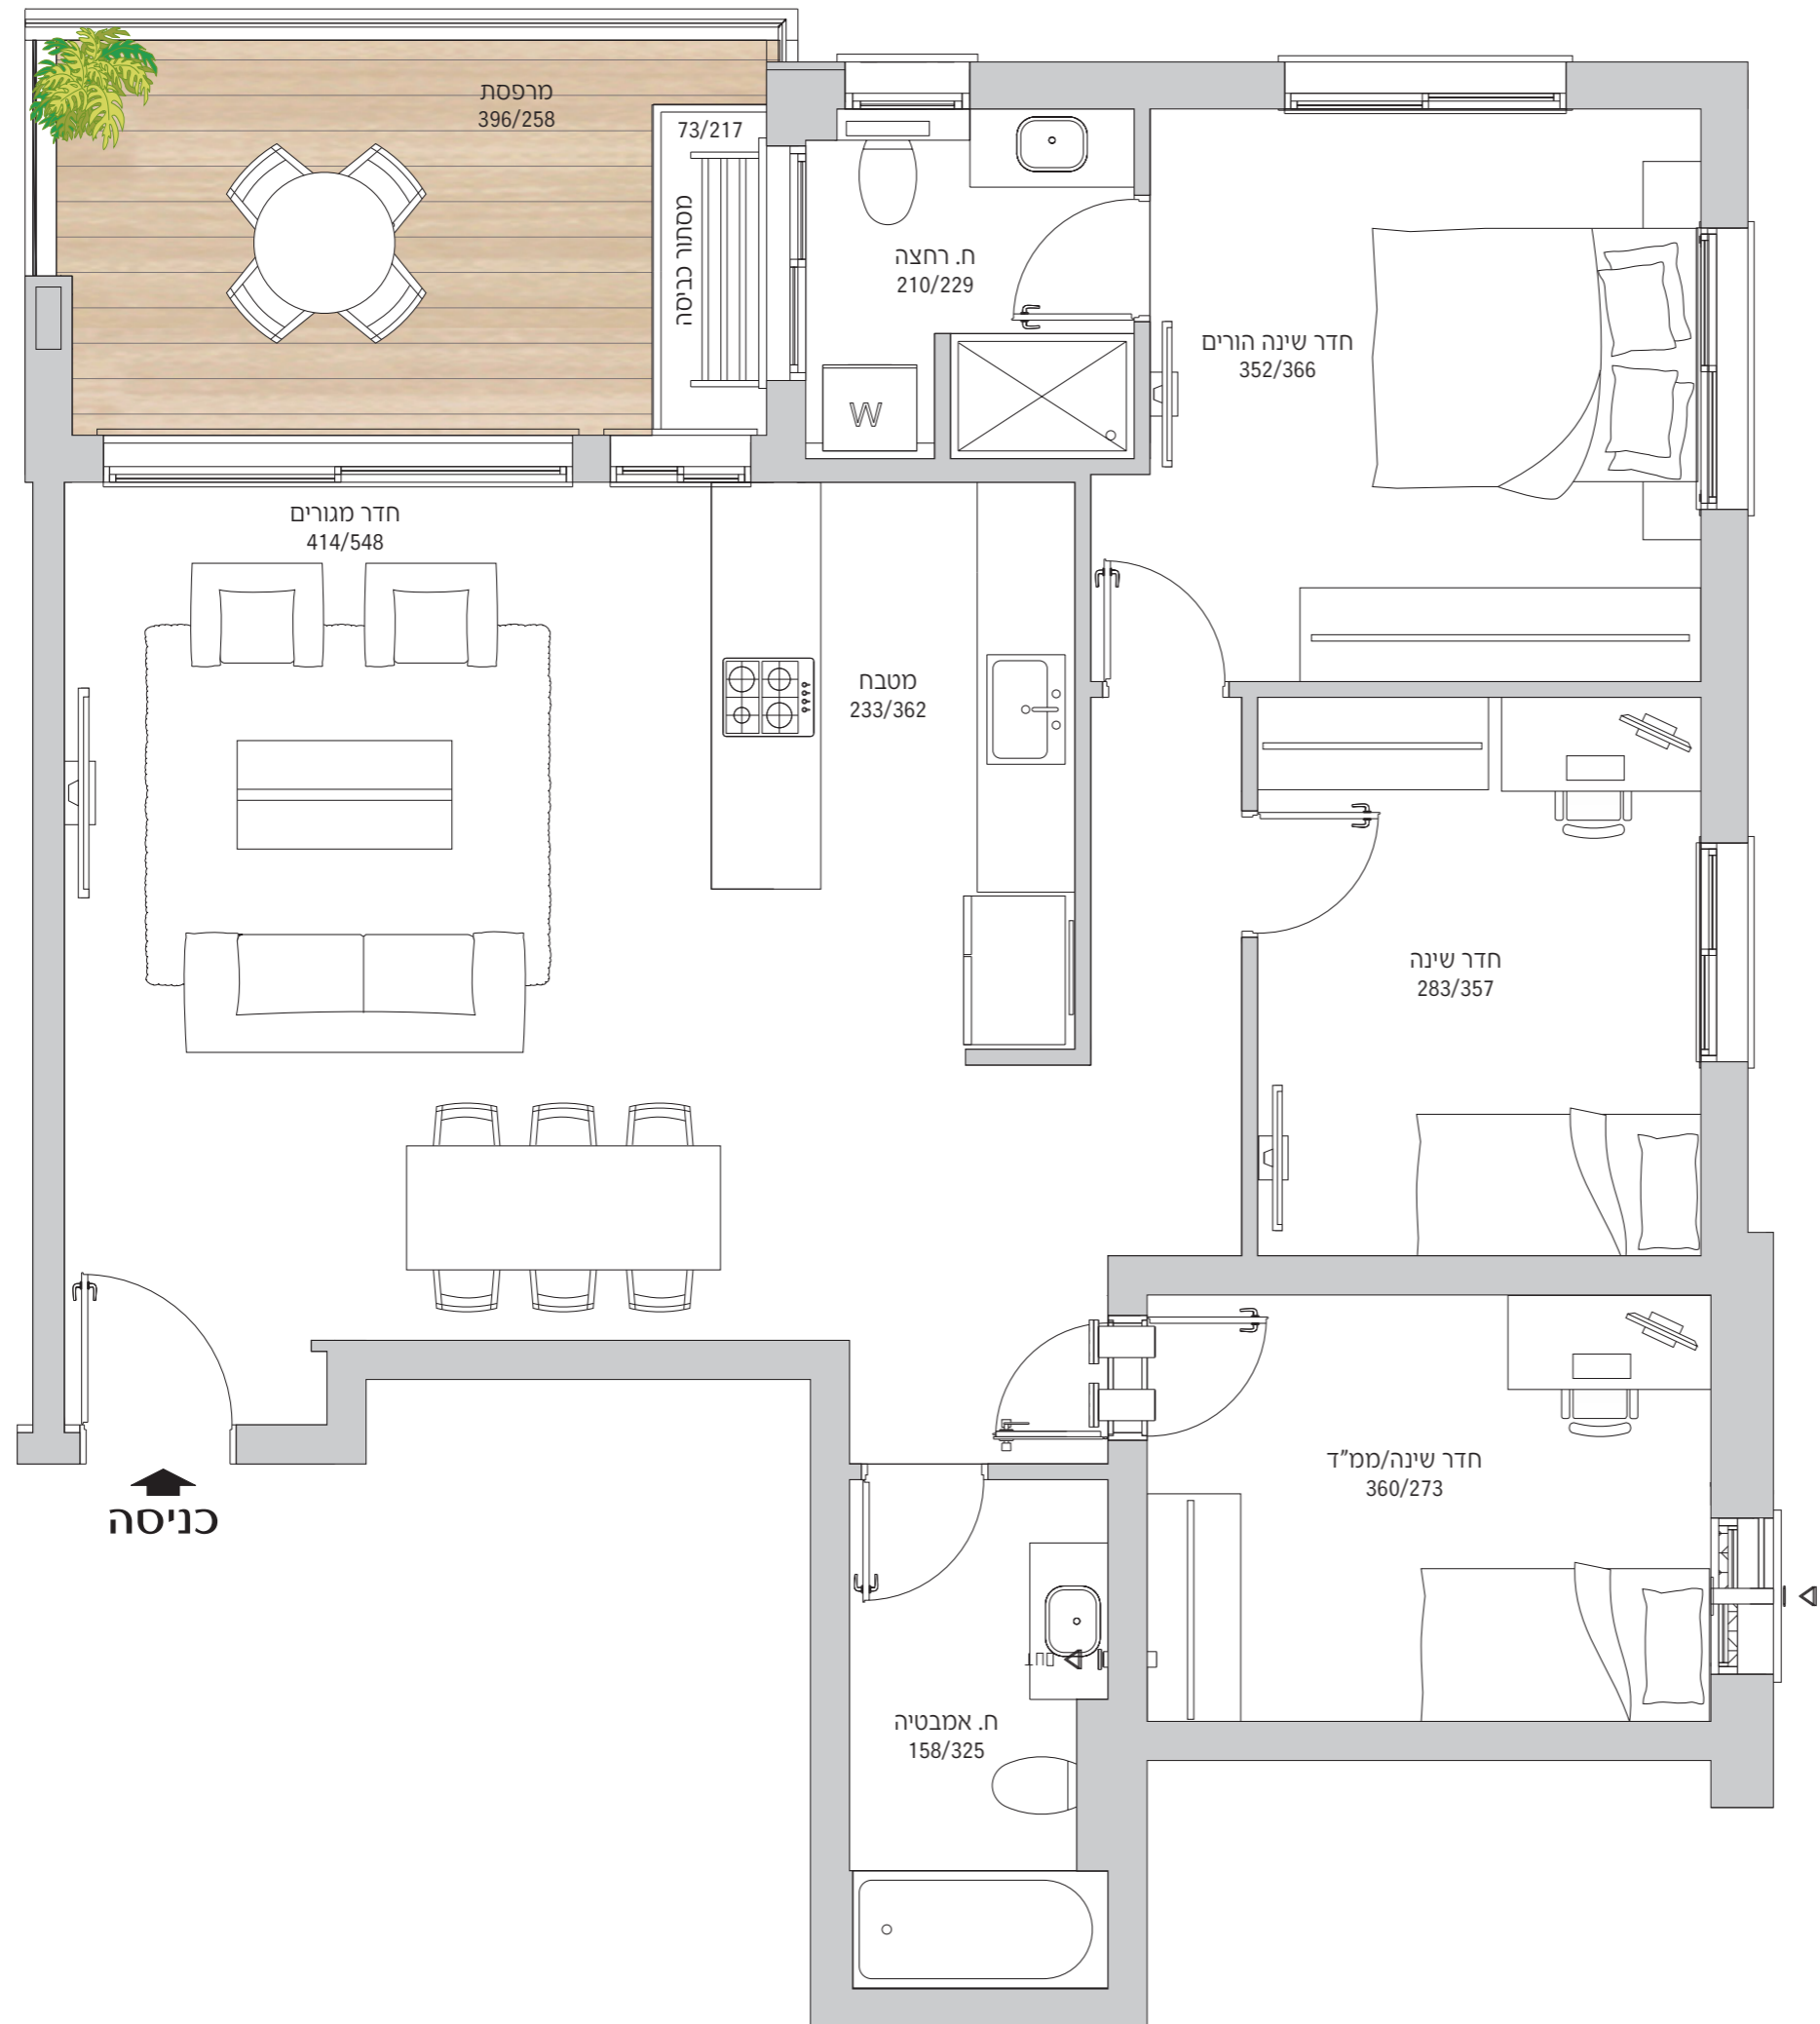 מרפסת
396/258
73/217
מסתור כביסה
ח. רחצה
210/229
W
חדר שינה הורים
352/366
חדר מגורים
414/548
מטבח
233/362
חדר שינה
283/357
חדר שינה/ממ"ד
360/273
כניסה
ח. אמבטיה
158/325